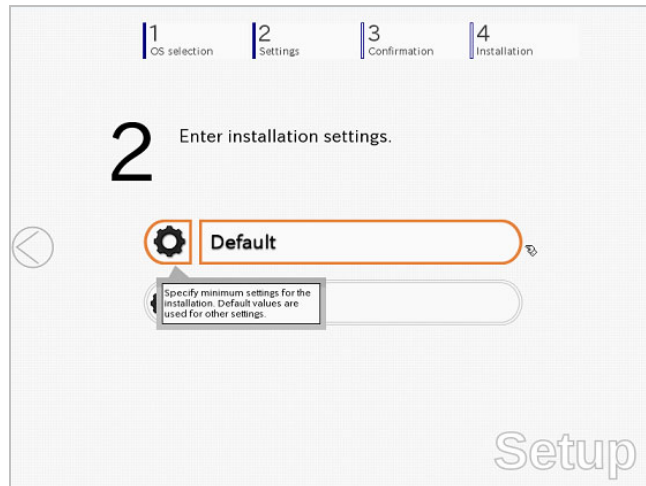 1
OS selection
2
Settings
3
Confirmation
4
Installation
2
Enter installation settings.
Default
Specify minimum settings for the
installation. Default values are
used for other settings.
Setup